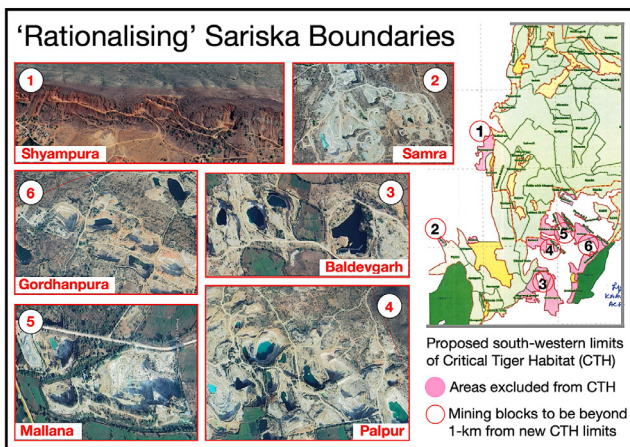 'Rationalising' Sariska Boundaries
1
Shyampura
2
Samra
6
Gordhanpura
3
Baldevgarh
5
Mallana
4
Palpur
1
2
5
4
6
3
Proposed south-western limits
of Critical Tiger Habitat (CTH)
Areas excluded from CTH
Mining blocks to be beyond
1-km from new CTH limits